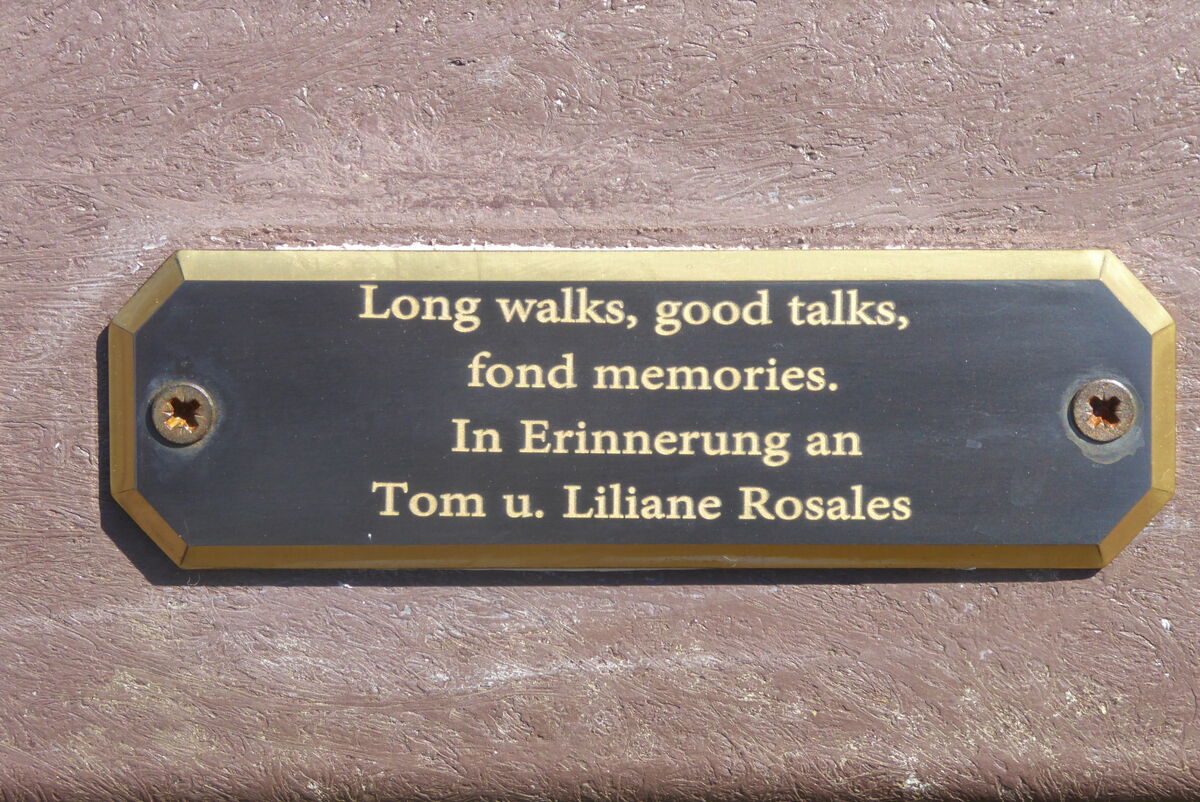 Long walks, good talks,
fond memories.
In Erinnerung an
Tom u. Liliane Rosales